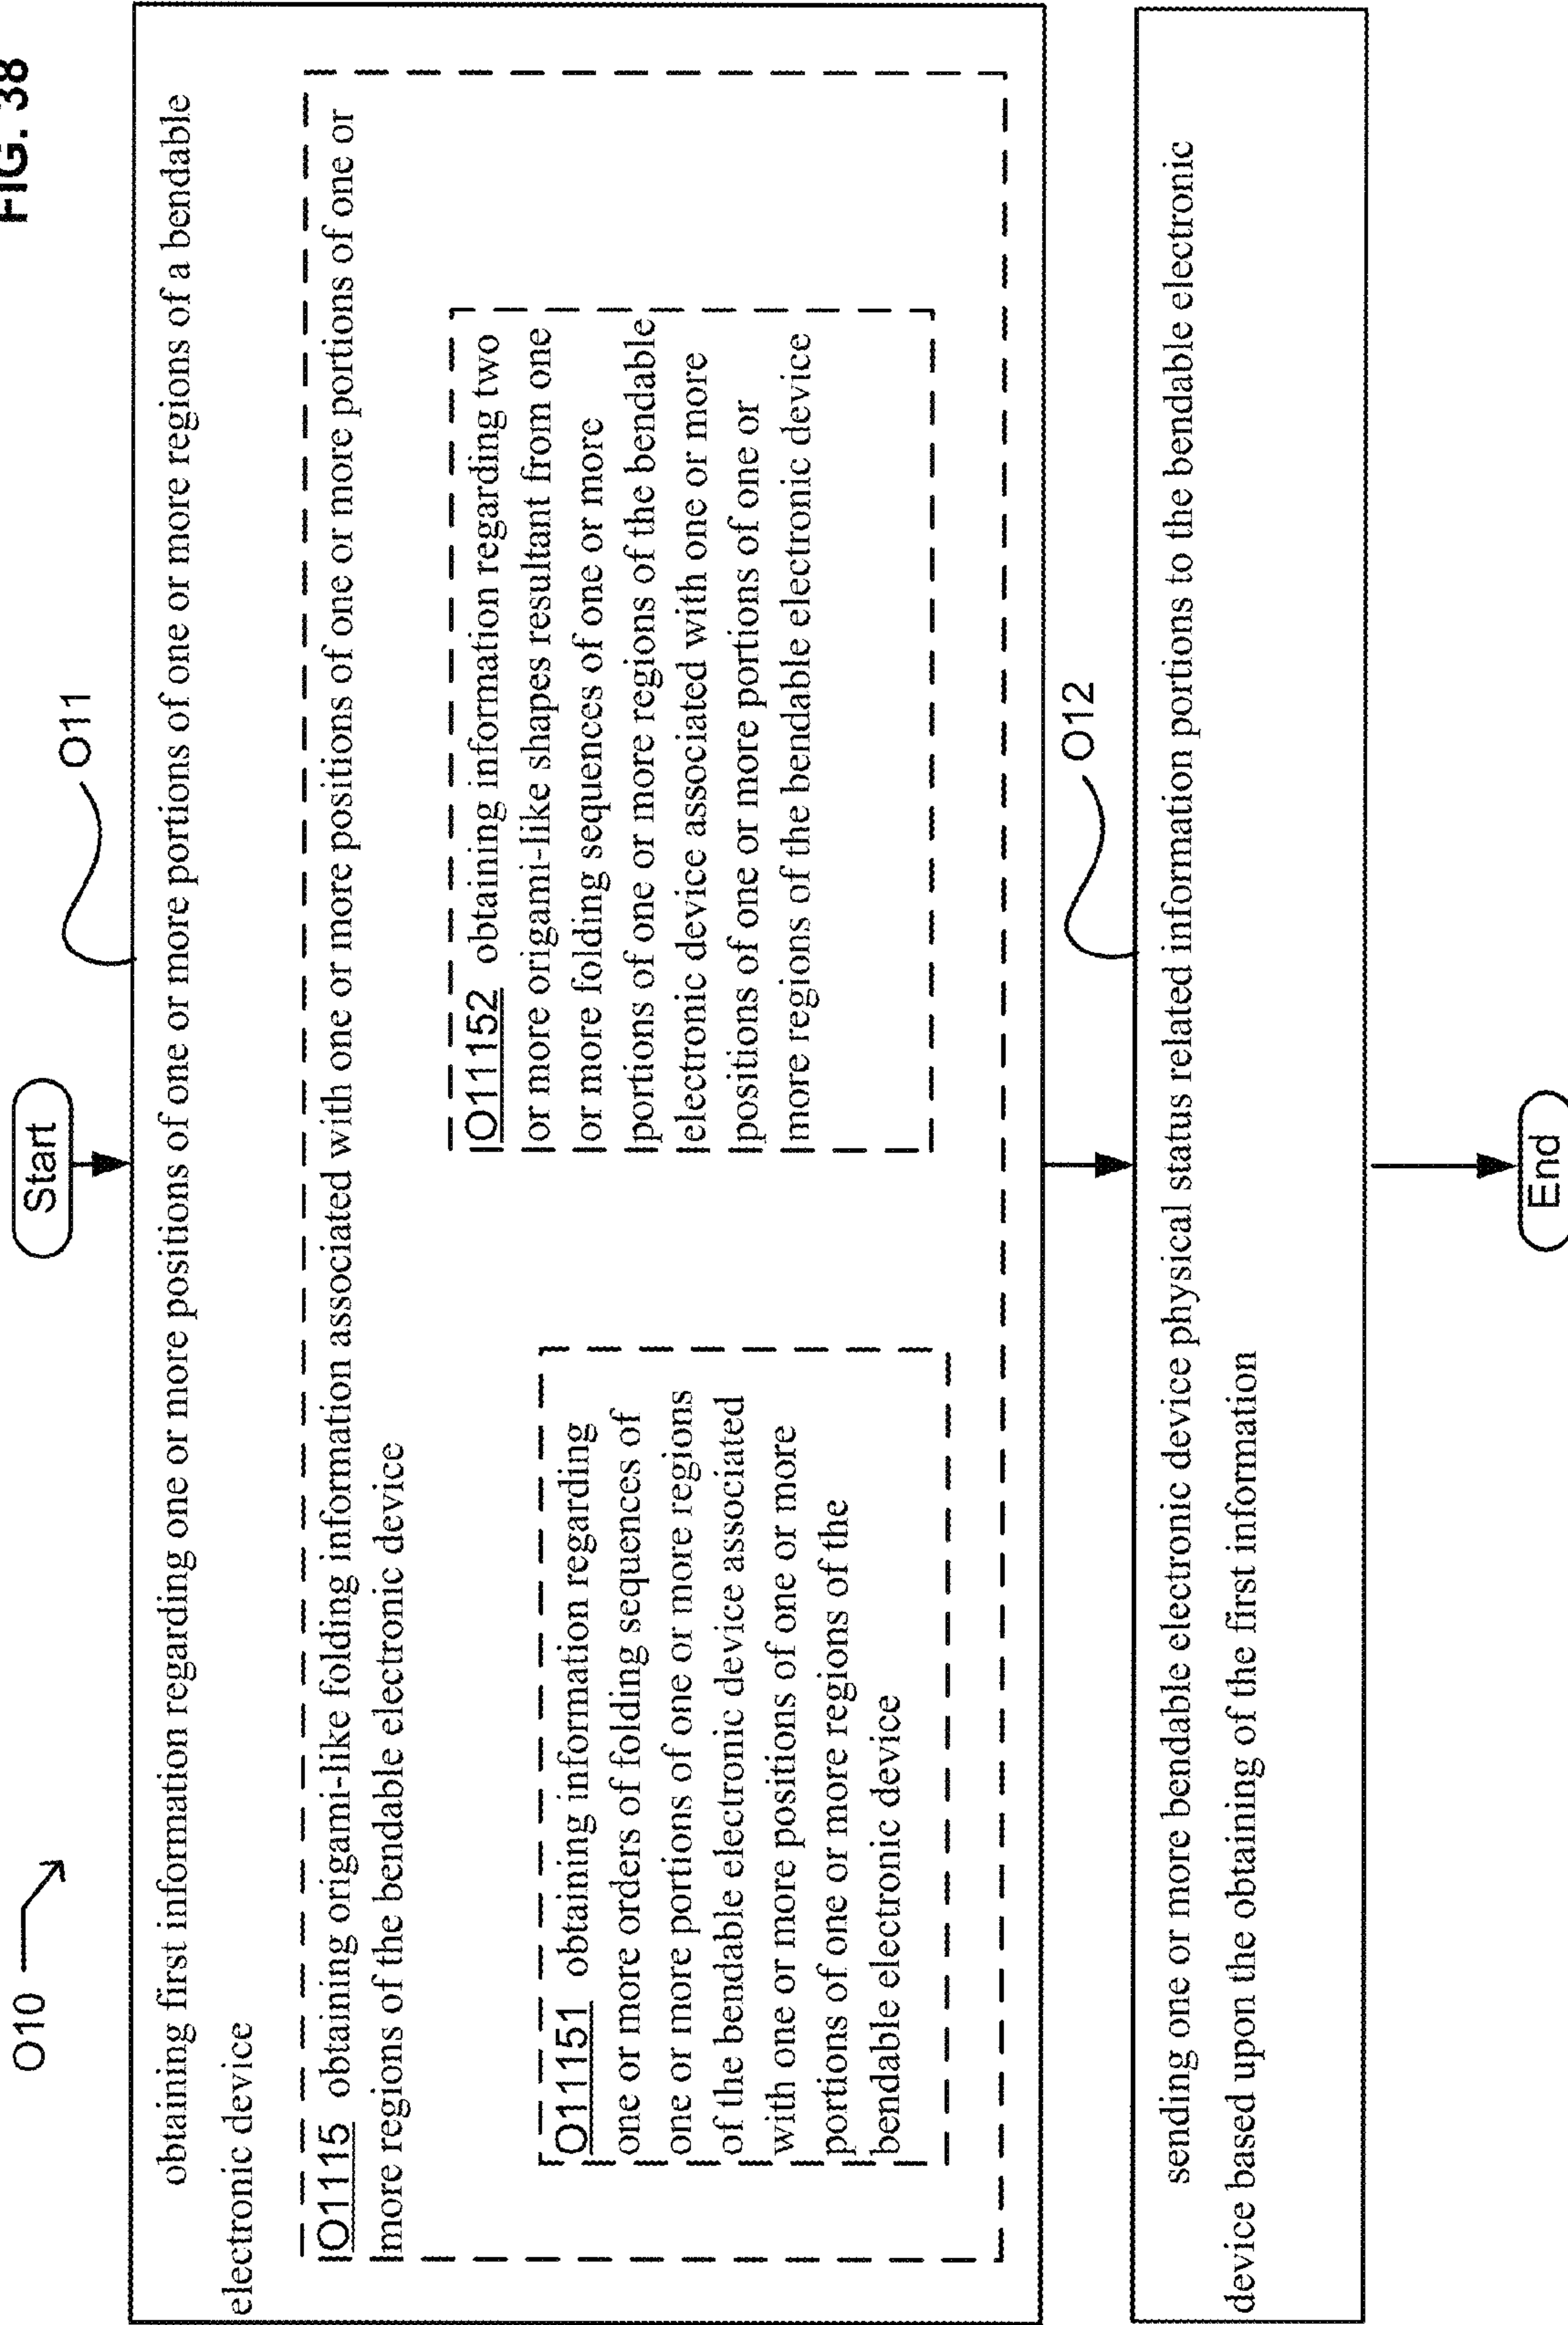 FIG. 38
O10
Start
O11
obtaining first information regarding one or more positions of one or more portions of one or more regions of a bendable
electronic device
O1115 obtaining origami-like folding information associated with one or more positions of one or more portions of one or
more regions of the bendable electronic device
O11151 obtaining information regarding
one or more orders of folding sequences of
one or more portions of one or more regions
of the bendable electronic device associated
with one or more positions of one or more
portions of one or more regions of the
bendable electronic device
O11152 obtaining information regarding two
or more origami-like shapes resultant from one
or more folding sequences of one or more
portions of one or more regions of the bendable
electronic device associated with one or more
positions of one or more portions of one or
more regions of the bendable electronic device
O12
sending one or more bendable electronic device physical status related information portions to the bendable electronic
device based upon the obtaining of the first information
End